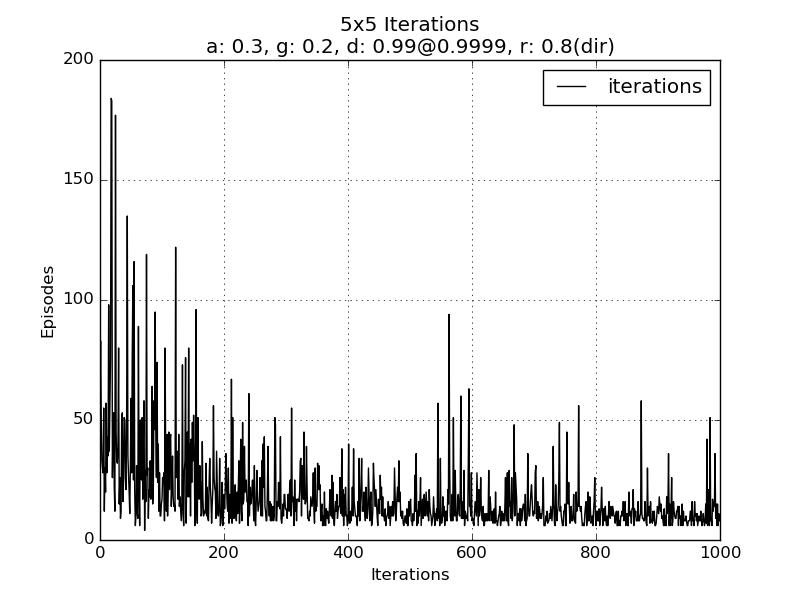 5x5 Iterations
a: 0.3, g: 0.2, d: 0.99@0.9999, r: 0.8(dir)
iterations
200
150
100
50
0
Episodes
0 200 400 600 800 1000
Iterations